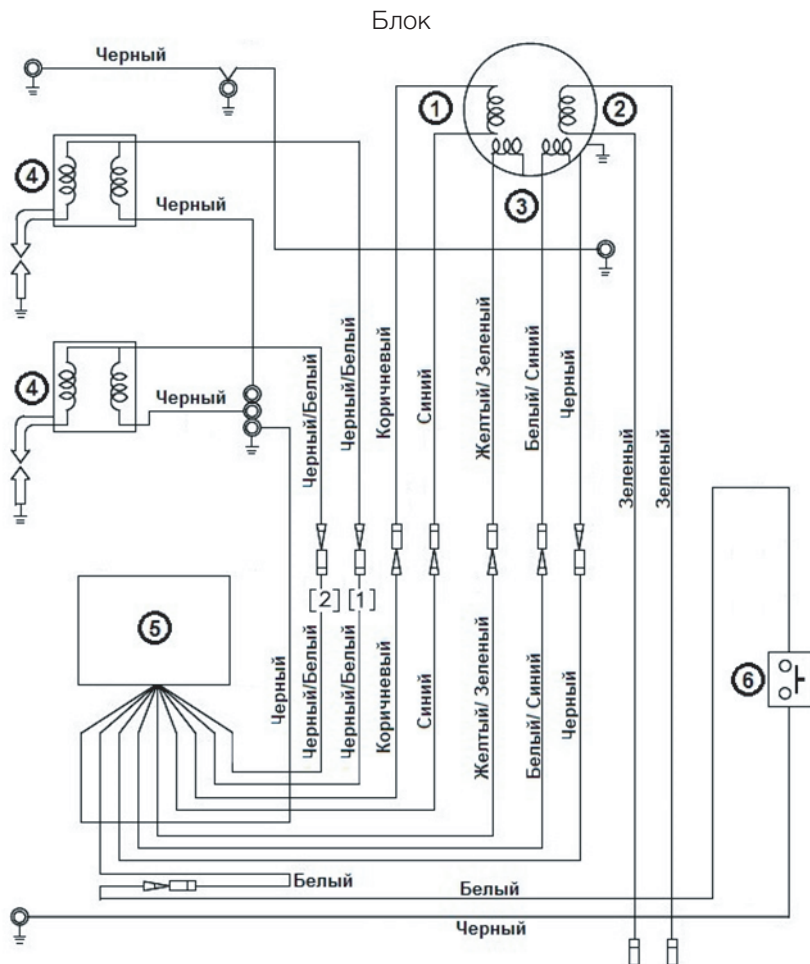 Блок
Черный
1
2
4
3
Черный
4
Черный
Черный/Белый
Черный/Белый
Коричневый
Синий
Желтый/ Зеленый
Белый/ Синий
Черный
Зеленый
Зеленый
[2]
[1]
5
6
Черный
Черный/Белый
Черный/Белый
Коричневый
Синий
Желтый/ Зеленый
Белый/ Синий
Черный
Белый
Белый
Черный